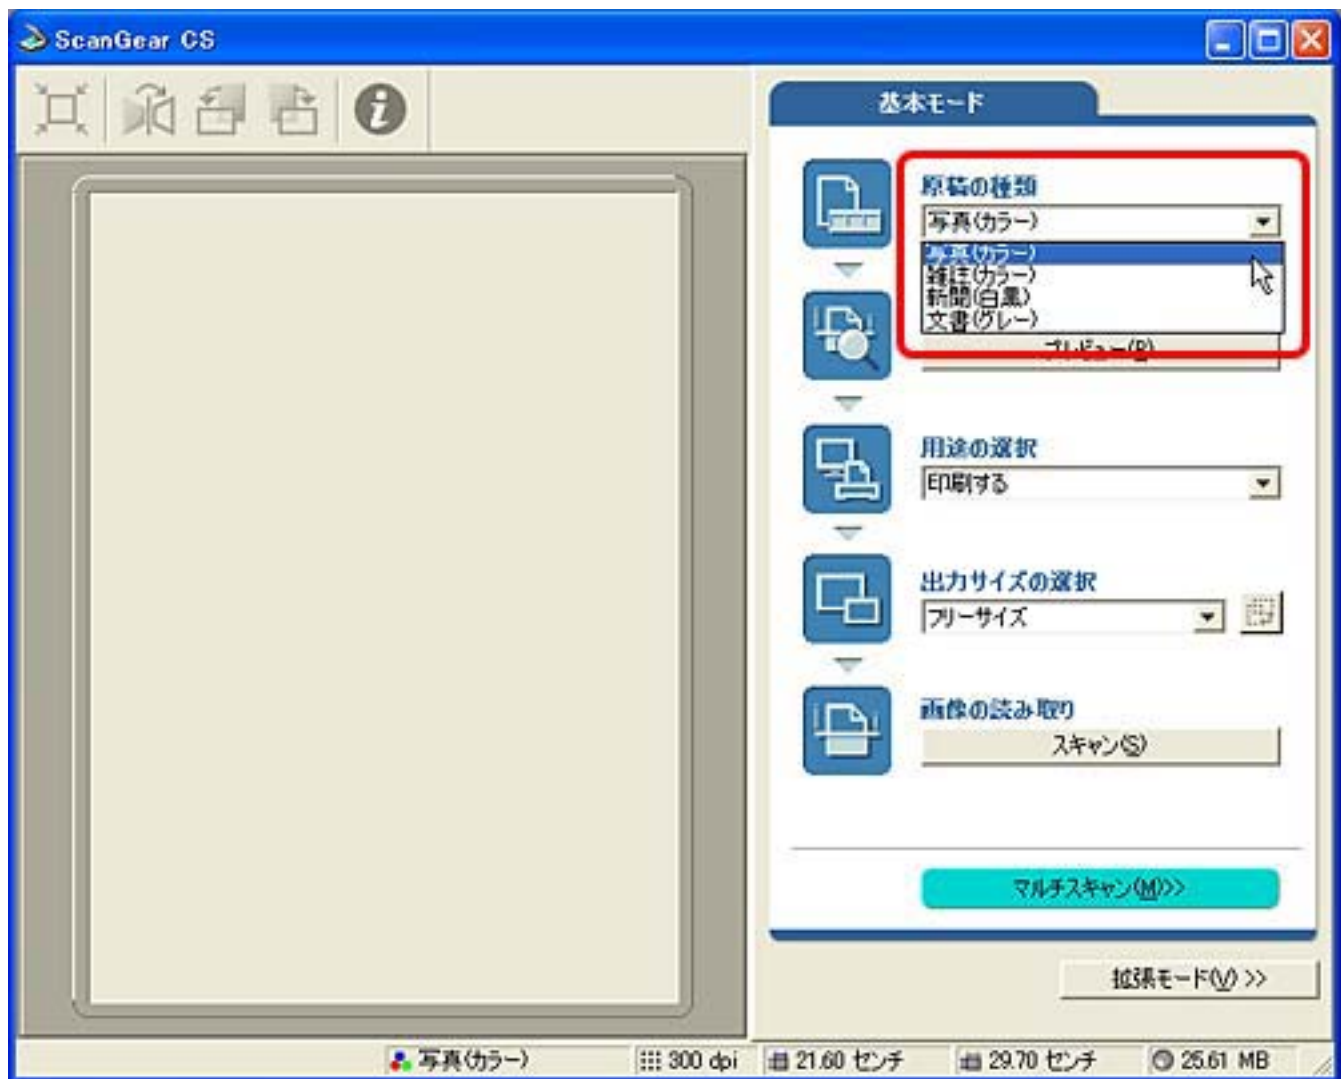 ScanGear CS
基本モード
原稿の種類
写真(カラー)
写真(カラー)
雑誌(カラー)
新聞(白黒)
文書(グレー)
プレビュー(P)
用途の選択
印刷する
出力サイズの選択
フリーサイズ
画像の読み取り
スキャン(S)
マルチスキャン(M)>>
拡張モード(V) >>
写真(カラー)
300 dpi
21.60 センチ
29.70 センチ
25.61 MB